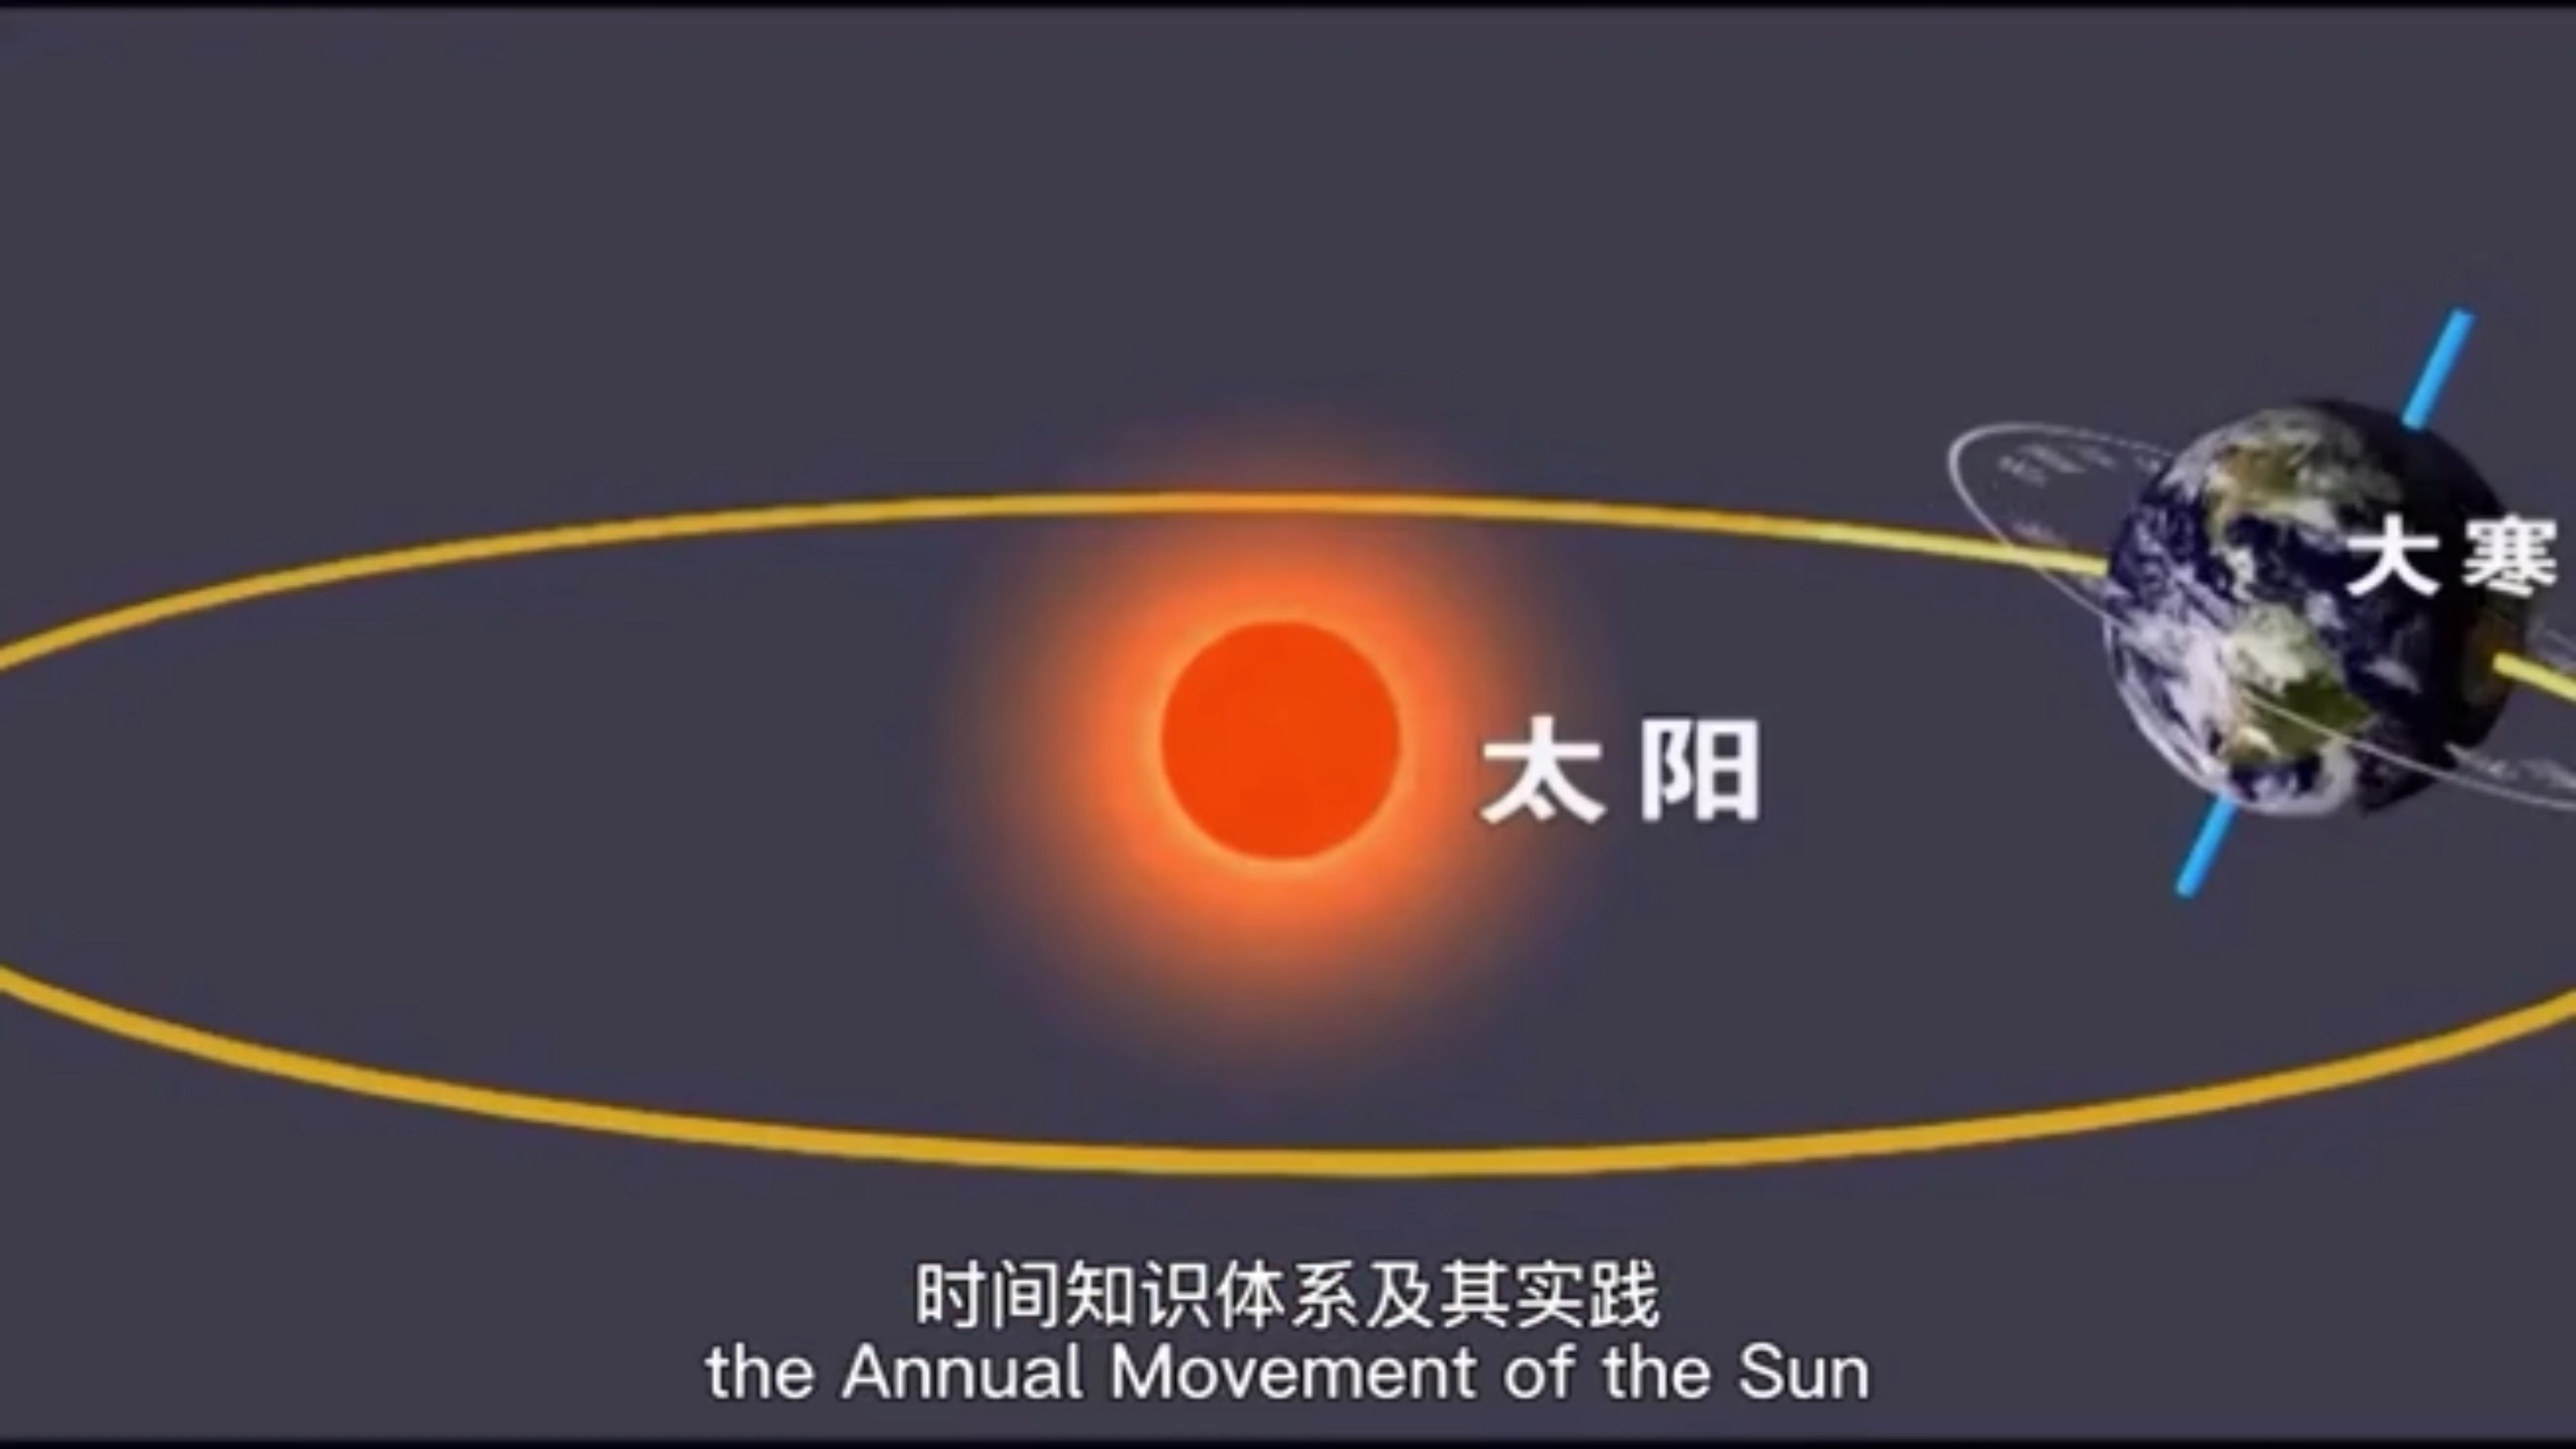 大寒
太阳
时间知识体系及其实践
the Annual Movement of the Sun